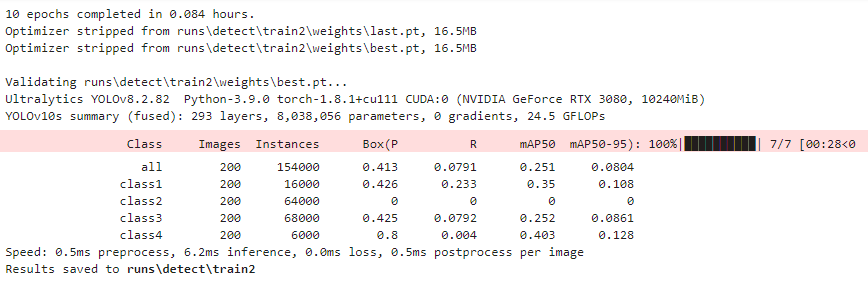 10 epochs completed in 0.084 hours.
Optimizer stripped from runs\detect\train2\weights\last.pt, 16.5MB
Optimizer stripped from runs\detect\train2\weights\best.pt, 16.5MB
Validating runs\detect\train2\weights\best.pt...
Ultralytics YOLOv8.2.82 Python-3.9.0 torch-1.8.1+cu111 CUDA:0 (NVIDIA GeForce RTX 3080, 10240MiB)
YOLOv10s summary (fused): 293 layers, 8,038,056 parameters, 0 gradients, 24.5 GFLOPs
Class Images Instances Box(P R mAP50 mAP50-95): 100%|██████████| 7/7 [00:28<0
all 200 154000 0.413 0.0791 0.251 0.0804
class1 200 16000 0.426 0.233 0.35 0.108
class2 200 64000 0 0 0 0
class3 200 68000 0.425 0.0792 0.252 0.0861
class4 200 6000 0.8 0.004 0.403 0.128
Speed: 0.5ms preprocess, 6.2ms inference, 0.0ms loss, 0.5ms postprocess per image
Results saved to runs\detect\train2